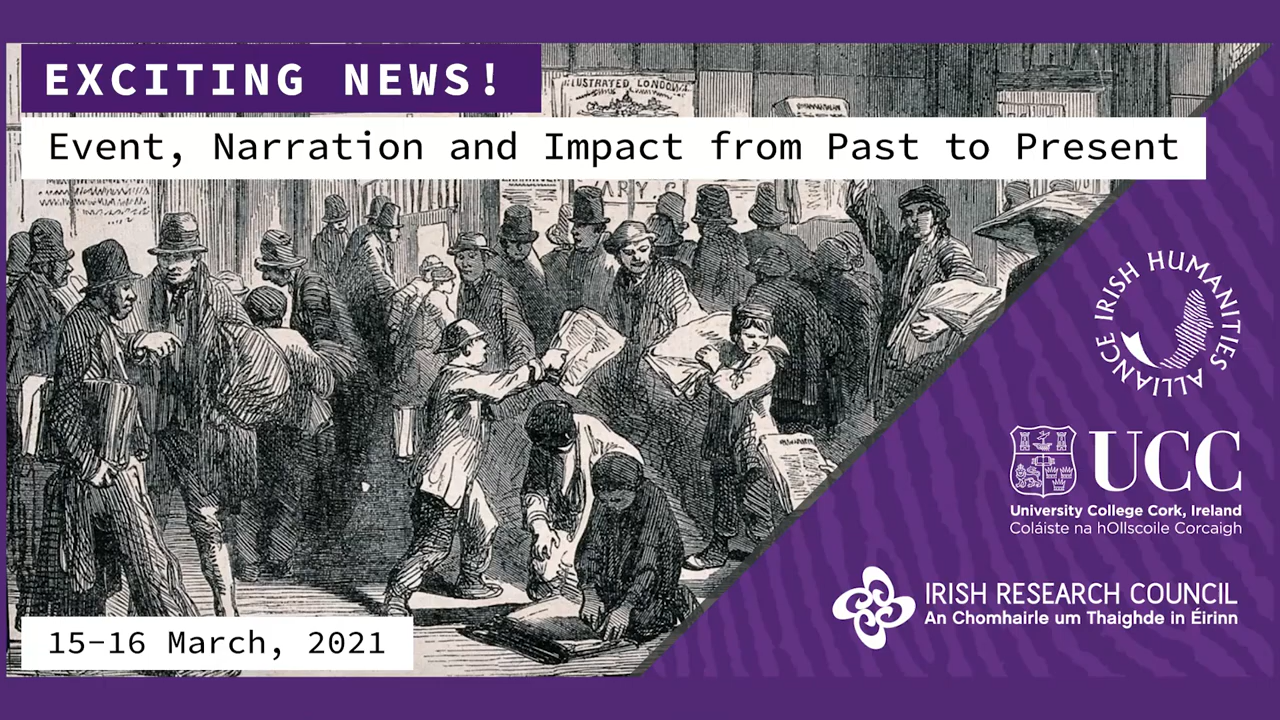 EXCITING NEWS!
Event, Narration and Impact from Past to Present
ILLUSTRATED LONDON
ARY
IRISH HUMANITIES ALLIANCE
UCC
University College Cork, Ireland
Coláiste na hOllscoile Corcaigh
IRISH RESEARCH COUNCIL
An Chomhairle um Thaighde in Éirinn
15–16 March, 2021